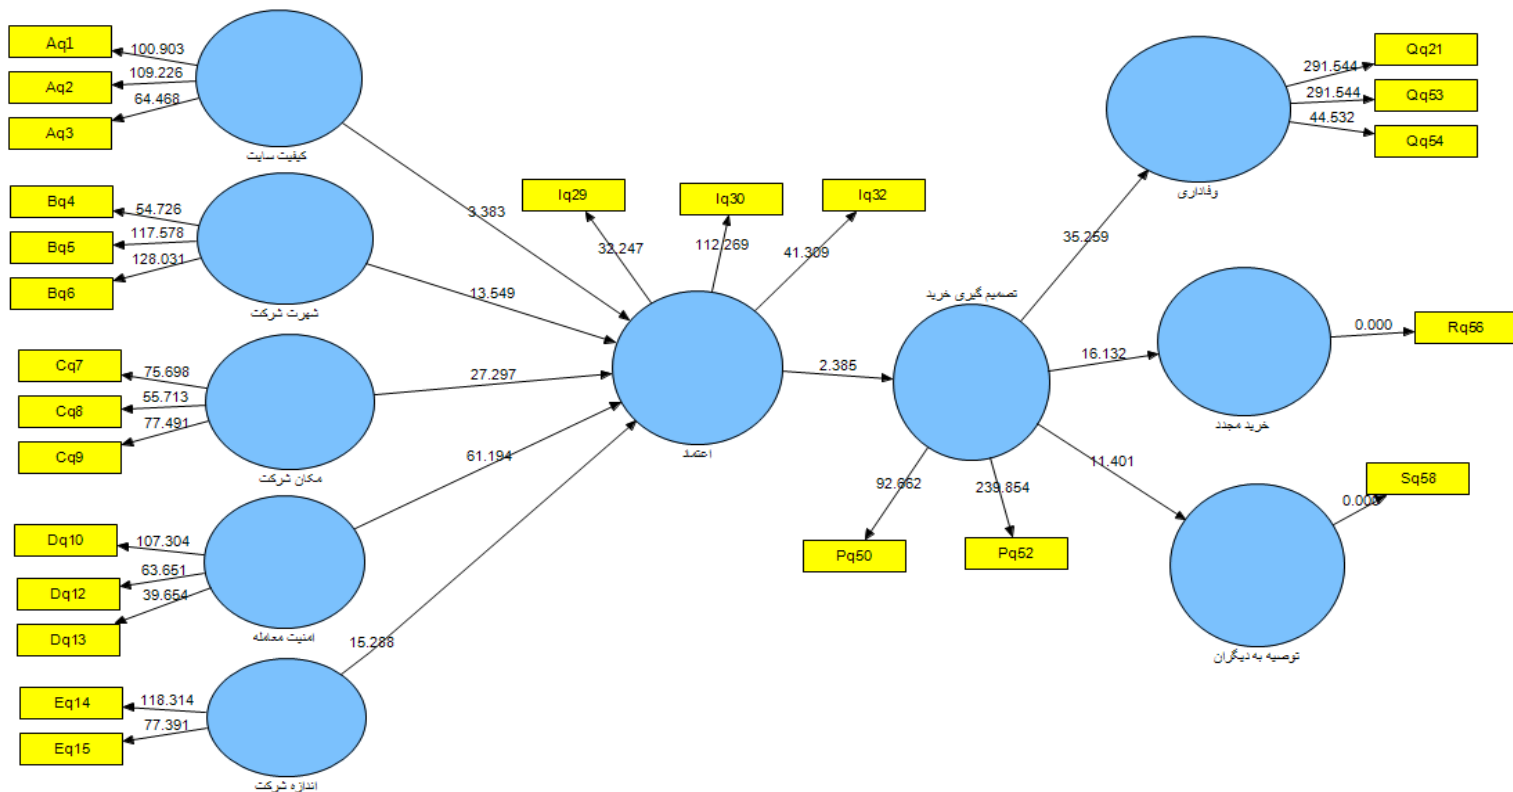 Aq1
100.903
Aq2
109.226
Aq3
64.468
کیفیت سایت
Bq4
54.726
Bq5
117.578
Bq6
128.031
شهرت شرکت
Cq7
75.698
Cq8
55.713
Cq9
77.491
مکان شرکت
Dq10
107.304
Dq12
63.651
Dq13
39.654
امنیت معامله
Eq14
118.314
Eq15
77.391
اندازه شرکت
3.383
13.549
27.297
61.194
15.288
Iq29
Iq30
Iq32
32.247
112.269
41.309
اعتماد
2.385
تصمیم گیری خرید
92.662
239.854
Pq50
Pq52
35.259
16.132
11.401
وفاداری
291.544
Qq21
291.544
Qq53
44.532
Qq54
خرید مجدد
0.000
Rq56
توصیه به دیگران
0.000
Sq58